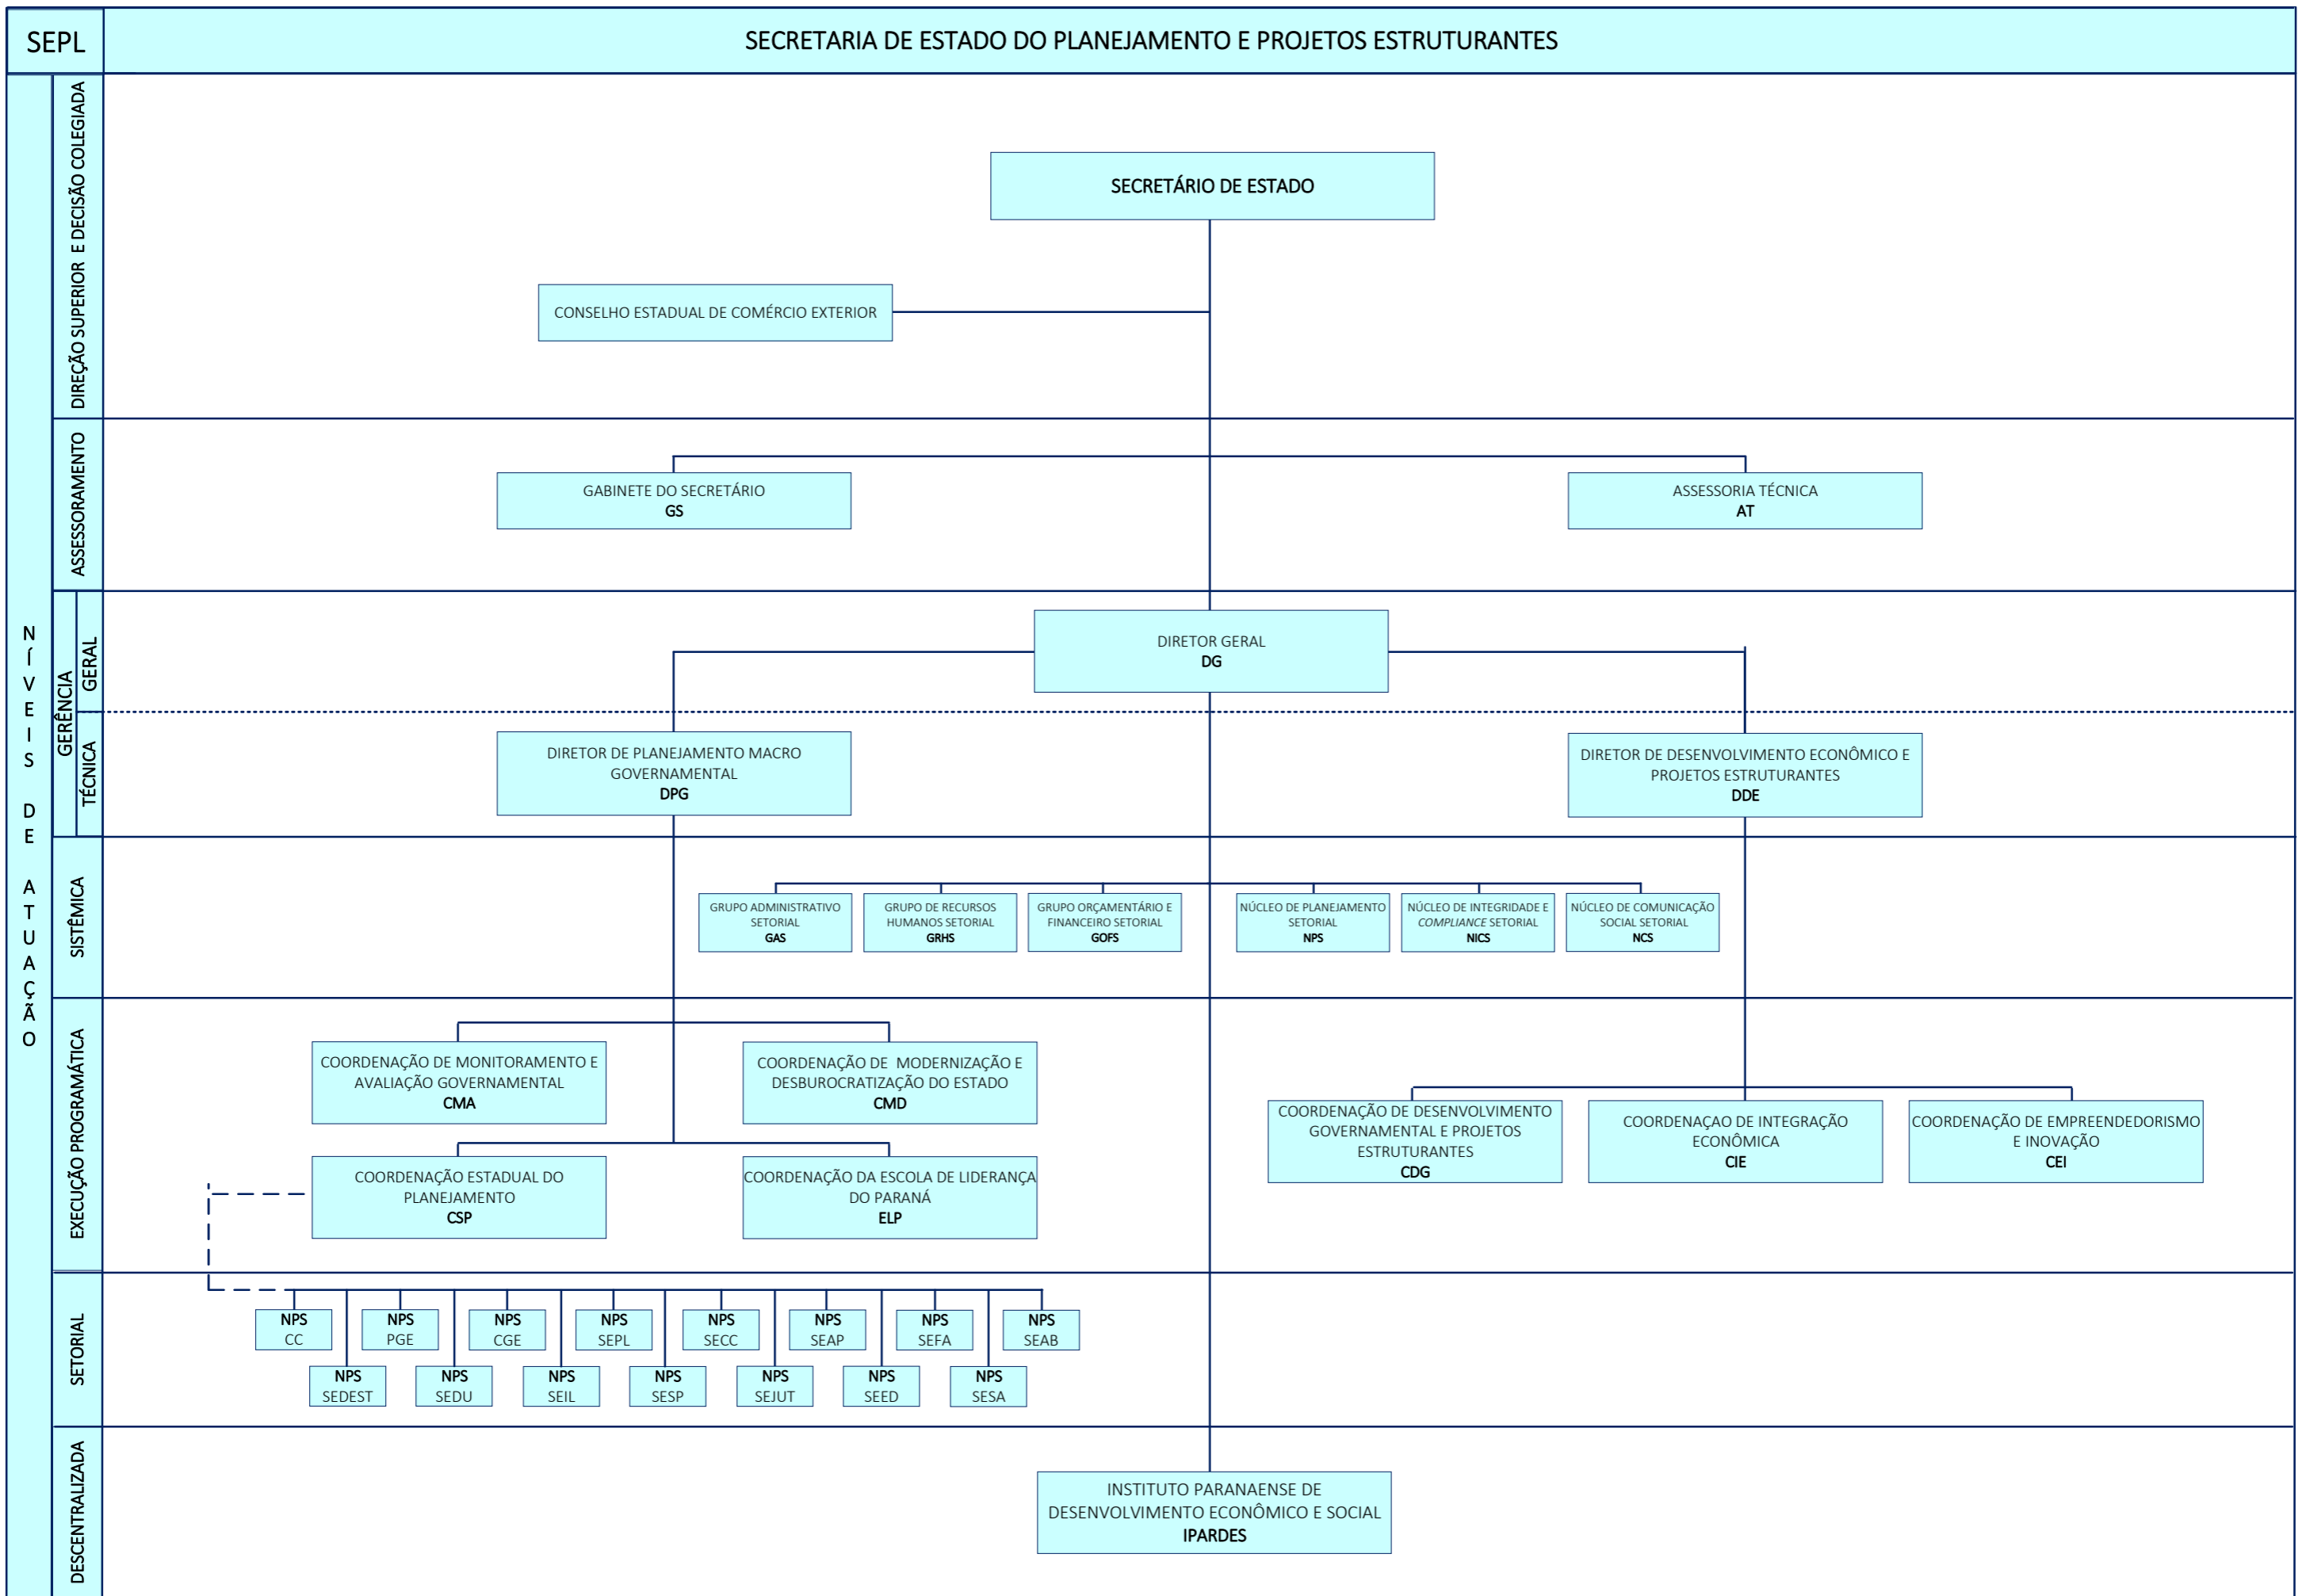 SEPL
SECRETARIA DE ESTADO DO PLANEJAMENTO E PROJETOS ESTRUTURANTES
NÍVEIS DE ATUAÇÃO
DIREÇÃO SUPERIOR E DECISÃO COLEGIADA
SECRETÁRIO DE ESTADO
CONSELHO ESTADUAL DE COMÉRCIO EXTERIOR
ASSESSORAMENTO
GABINETE DO SECRETÁRIO
GS
ASSESSORIA TÉCNICA
AT
GERÊNCIA
GERAL
DIRETOR GERAL
DG
TÉCNICA
DIRETOR DE PLANEJAMENTO MACRO
GOVERNAMENTAL
DPG
DIRETOR DE DESENVOLVIMENTO ECONÔMICO E
PROJETOS ESTRUTURANTES
DDE
SISTÊMICA
GRUPO ADMINISTRATIVO
SETORIAL
GAS
GRUPO DE RECURSOS
HUMANOS SETORIAL
GRHS
GRUPO ORÇAMENTÁRIO E
FINANCEIRO SETORIAL
GOFS
NÚCLEO DE PLANEJAMENTO
SETORIAL
NPS
NÚCLEO DE INTEGRIDADE E
COMPLIANCE SETORIAL
NICS
NÚCLEO DE COMUNICAÇÃO
SOCIAL SETORIAL
NCS
EXECUÇÃO PROGRAMÁTICA
COORDENAÇÃO DE MONITORAMENTO E
AVALIAÇÃO GOVERNAMENTAL
CMA
COORDENAÇÃO DE MODERNIZAÇÃO E
DESBUROCRATIZAÇÃO DO ESTADO
CMD
COORDENAÇÃO DE DESENVOLVIMENTO
GOVERNAMENTAL E PROJETOS
ESTRUTURANTES
CDG
COORDENAÇAO DE INTEGRAÇÃO
ECONÔMICA
CIE
COORDENAÇÃO DE EMPREENDEDORISMO
E INOVAÇÃO
CEI
COORDENAÇÃO ESTADUAL DO
PLANEJAMENTO
CSP
COORDENAÇÃO DA ESCOLA DE LIDERANÇA
DO PARANÁ
ELP
SETORIAL
NPS
CC
NPS
PGE
NPS
CGE
NPS
SEPL
NPS
SECC
NPS
SEAP
NPS
SEFA
NPS
SEAB
NPS
SEDEST
NPS
SEDU
NPS
SEIL
NPS
SESP
NPS
SEJUT
NPS
SEED
NPS
SESA
DESCENTRALIZADA
INSTITUTO PARANAENSE DE
DESENVOLVIMENTO ECONÔMICO E SOCIAL
IPARDES